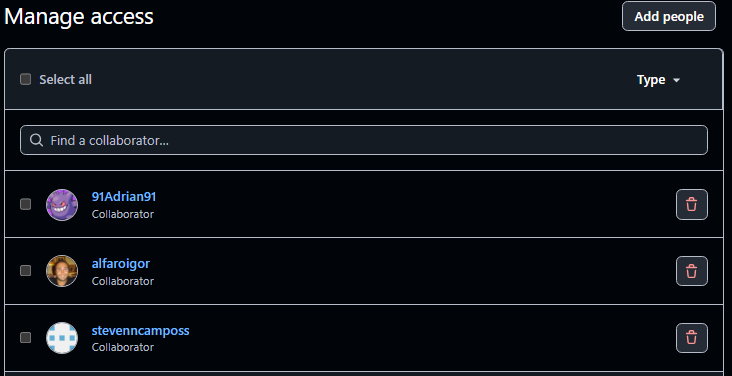 Manage access
Add people
Select all
Type
Find a collaborator...
91Adrian91
Collaborator
alfaroigor
Collaborator
stevenncamposs
Collaborator